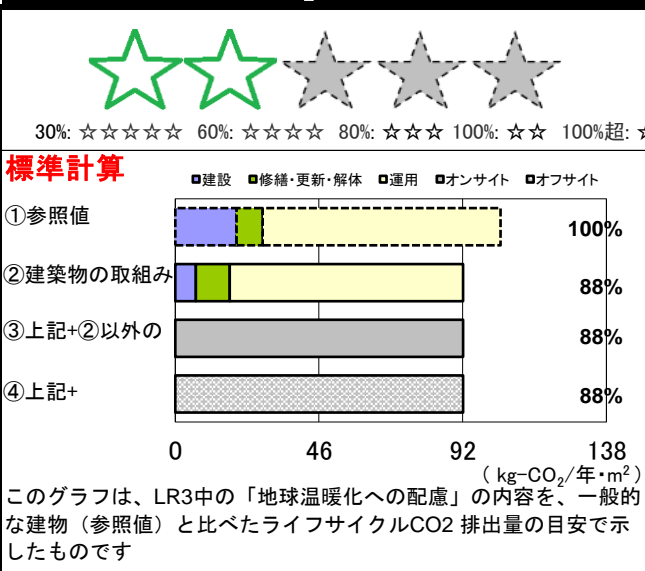 30%: ☆☆☆☆☆ 60%: ☆☆☆☆ 80%: ☆☆☆ 100%: ☆☆ 100%超:
標準計算
建設 修繕・更新・解体 運用 オンサイト オフサイト
①参照値 100%
②建築物の取組み 88%
③上記+②以外の 88%
④上記+ 88%
0 46 92 138
( kg-CO₂/年・m² )
このグラフは、LR3中の「地球温暖化への配慮」の内容を、一般的
な建物（参照値）と比べたライフサイクルCO2 排出量の目安で示
したものです